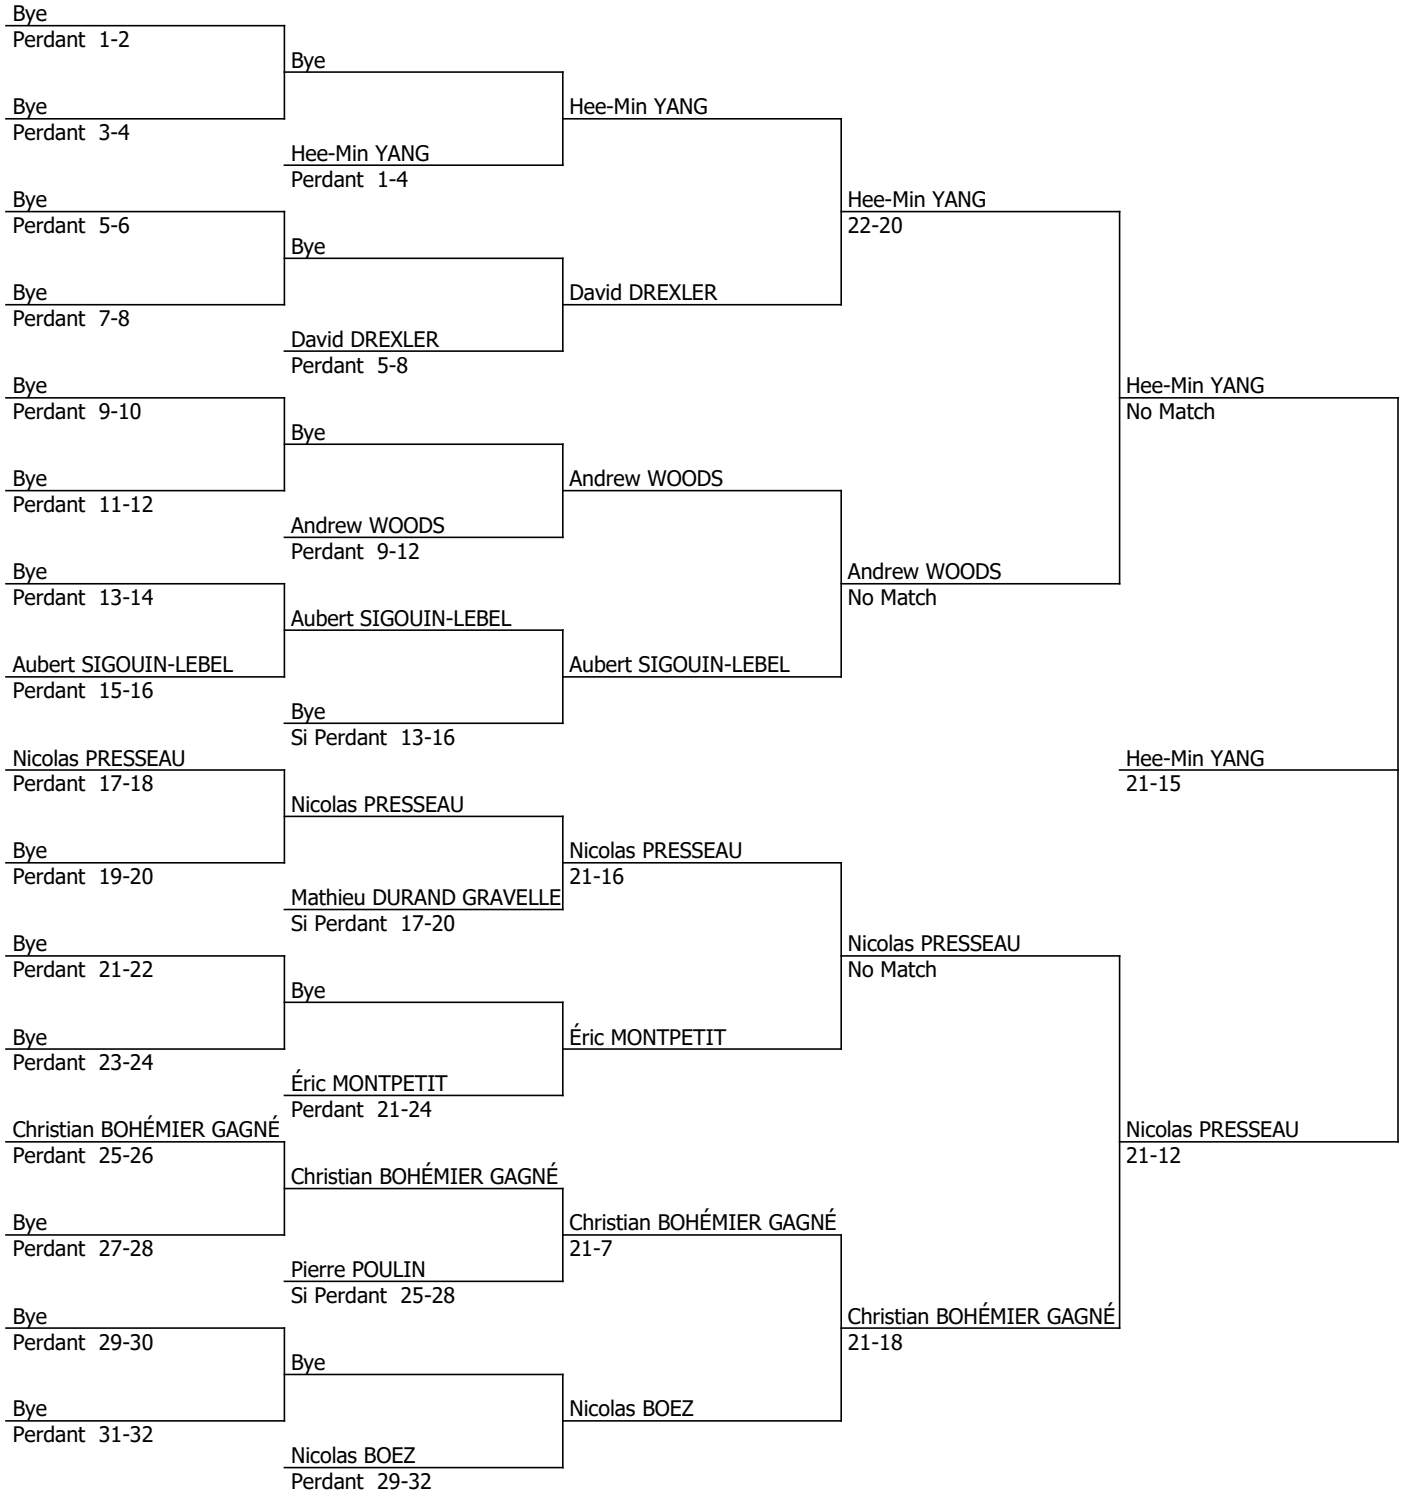 Bye
Perdant 1-2
Bye
Bye
Perdant 3-4
Hee-Min YANG
Hee-Min YANG
Perdant 1-4
Bye
Perdant 5-6
Hee-Min YANG
22-20
Bye
Bye
Perdant 7-8
David DREXLER
David DREXLER
Perdant 5-8
Bye
Perdant 9-10
Hee-Min YANG
No Match
Bye
Bye
Perdant 11-12
Andrew WOODS
Andrew WOODS
Perdant 9-12
Bye
Perdant 13-14
Andrew WOODS
No Match
Aubert SIGOUIN-LEBEL
Aubert SIGOUIN-LEBEL
Perdant 15-16
Aubert SIGOUIN-LEBEL
Bye
Si Perdant 13-16
Nicolas PRESSEAU
Perdant 17-18
Hee-Min YANG
21-15
Nicolas PRESSEAU
Bye
Perdant 19-20
Nicolas PRESSEAU
21-16
Mathieu DURAND GRAVELLE
Si Perdant 17-20
Bye
Perdant 21-22
Nicolas PRESSEAU
No Match
Bye
Bye
Perdant 23-24
Éric MONTPETIT
Éric MONTPETIT
Perdant 21-24
Christian BOHÉMIER GAGNÉ
Perdant 25-26
Nicolas PRESSEAU
21-12
Christian BOHÉMIER GAGNÉ
Bye
Perdant 27-28
Christian BOHÉMIER GAGNÉ
21-7
Pierre POULIN
Si Perdant 25-28
Bye
Perdant 29-30
Christian BOHÉMIER GAGNÉ
21-18
Bye
Bye
Perdant 31-32
Nicolas BOEZ
Nicolas BOEZ
Perdant 29-32